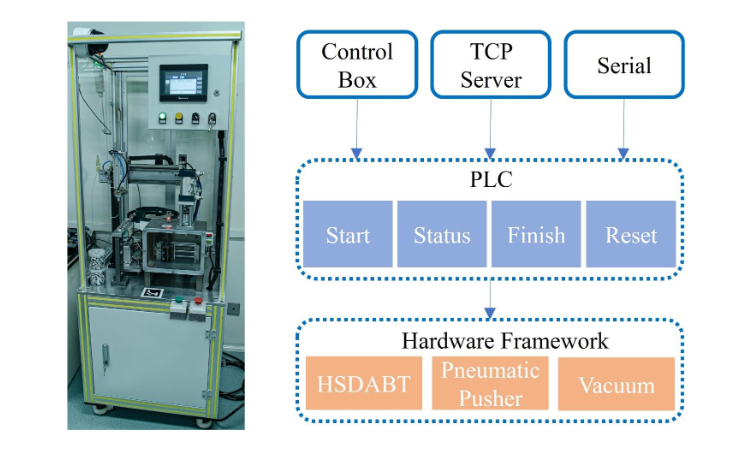 Control
Box
TCP
Server
Serial
PLC
Start
Status
Finish
Reset
Hardware Framework
HSDABT
Pneumatic
Pusher
Vacuum